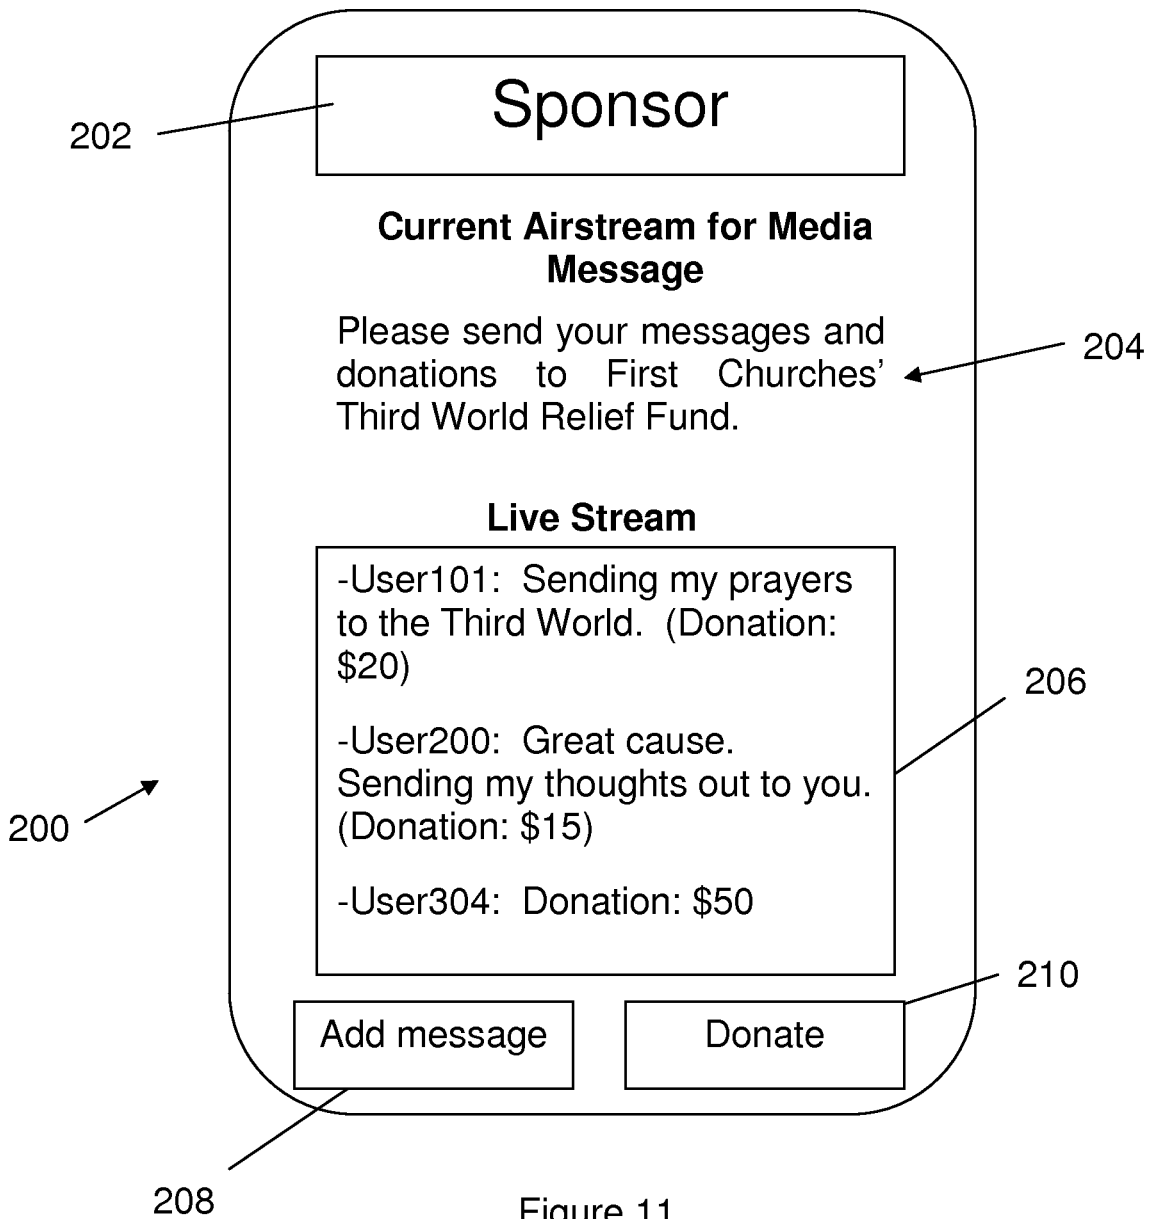 Sponsor
202
Current Airstream for Media
Message
Please send your messages and
donations to First Churches’
Third World Relief Fund.
204
Live Stream
-User101:  Sending my prayers
to the Third World.  (Donation:
$20)
206
-User200:  Great cause.
Sending my thoughts out to you.
(Donation: $15)
200
-User304:  Donation: $50
210
Add message
Donate
208
Figure 11